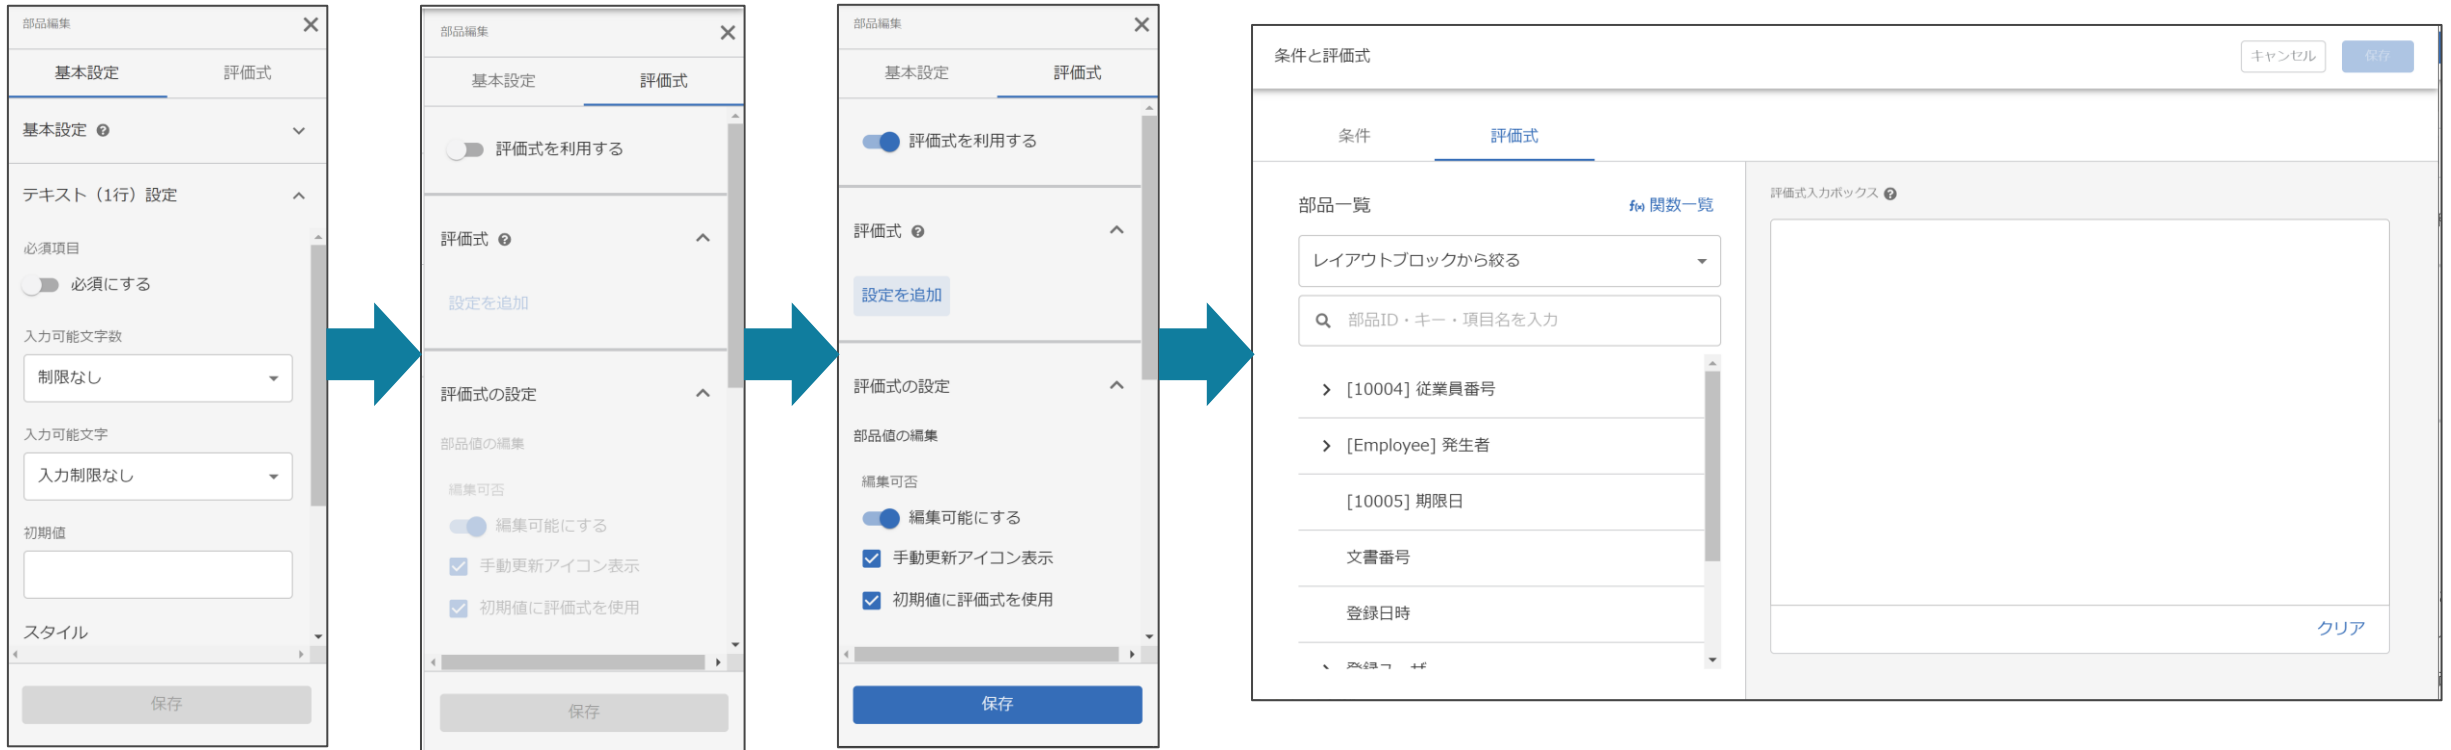 部品編集
基本設定 評価式
基本設定
テキスト（1行）設定
必須項目
必須にする
入力可能文字数
制限なし
入力可能文字
入力制限なし
初期値
スタイル
保存
部品編集
基本設定 評価式
評価式を利用する
評価式
設定を追加
評価式の設定
部品値の編集
編集可否
編集可能にする
手動更新アイコン表示
初期値に評価式を使用
保存
部品編集
基本設定 評価式
評価式を利用する
評価式
設定を追加
評価式の設定
部品値の編集
編集可否
編集可能にする
手動更新アイコン表示
初期値に評価式を使用
保存
条件と評価式 キャンセル 保存
条件 評価式
部品一覧 f(x) 関数一覧
レイアウトブロックから絞る
部品ID・キー・項目名を入力
[10004] 従業員番号
[Employee] 発生者
[10005] 期限日
文書番号
登録日時
登録ユーザ
評価式入力ボックス
クリア